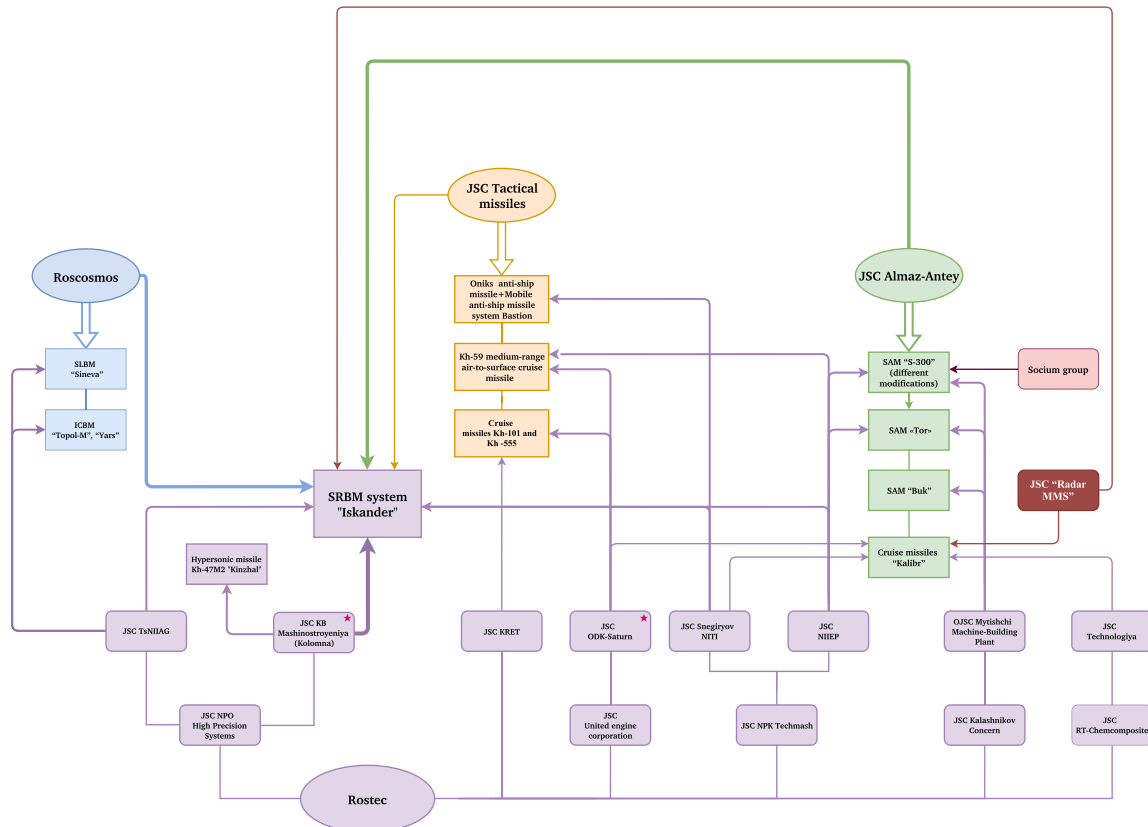 JSC Tactical
missiles
Roscosmos
JSC Almaz-Antey
Oniks anti-ship
missile+Mobile
anti-ship missile
system Bastion
SLBM
“Sineva”
Kh-59 medium-range
air-to-surface cruise
missile
SAM “S-300”
(different
modifications)
Socium group
ICBM
“Topol-M”, “Yars”
Cruise
missiles Kh-101 and
Kh -555
SAM «Tor»
SRBM system
"Iskander"
SAM “Buk”
JSC “Radar
MMS”
Hypersonic missile
Kh-47M2 "Kinzhal"
Cruise missiles
“Kalibr”
JSC TsNIIAG
JSC KB
Mashinostroyeniya
(Kolomna)
JSC KRET
JSC
ODK-Saturn
JSC Snegiryov
NITI
JSC
NIIEP
OJSC Mytishchi
Machine-Building
Plant
JSC
Technologiya
JSC NPO
High Precision
Systems
JSC
United engine
corporation
JSC NPK Techmash
JSC Kalashnikov
Concern
JSC
RT-Chemcomposite
Rostec